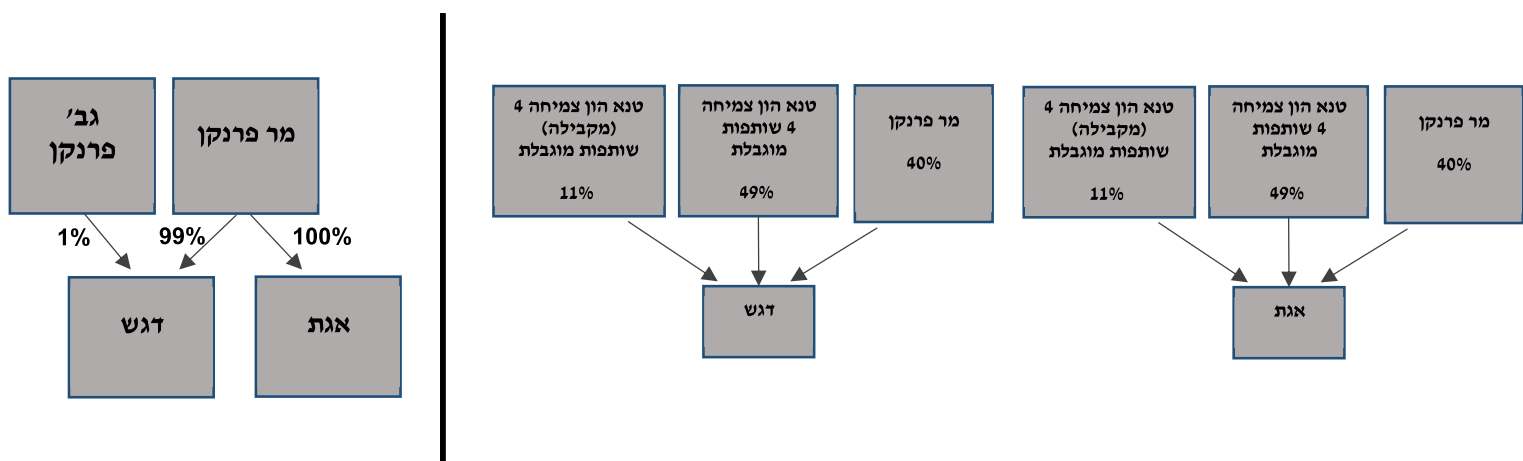 גב'
פרנקן
מר פרנקן
1%
99%
100%
דגש
אגת
טנא הון צמיחה 4
(מקבילה)
שותפות מוגבלת
11%
טנא הון צמיחה
4 שותפות
מוגבלת
49%
מר פרנקן
40%
דגש
טנא הון צמיחה 4
(מקבילה)
שותפות מוגבלת
11%
טנא הון צמיחה
4 שותפות
מוגבלת
49%
מר פרנקן
40%
אגת